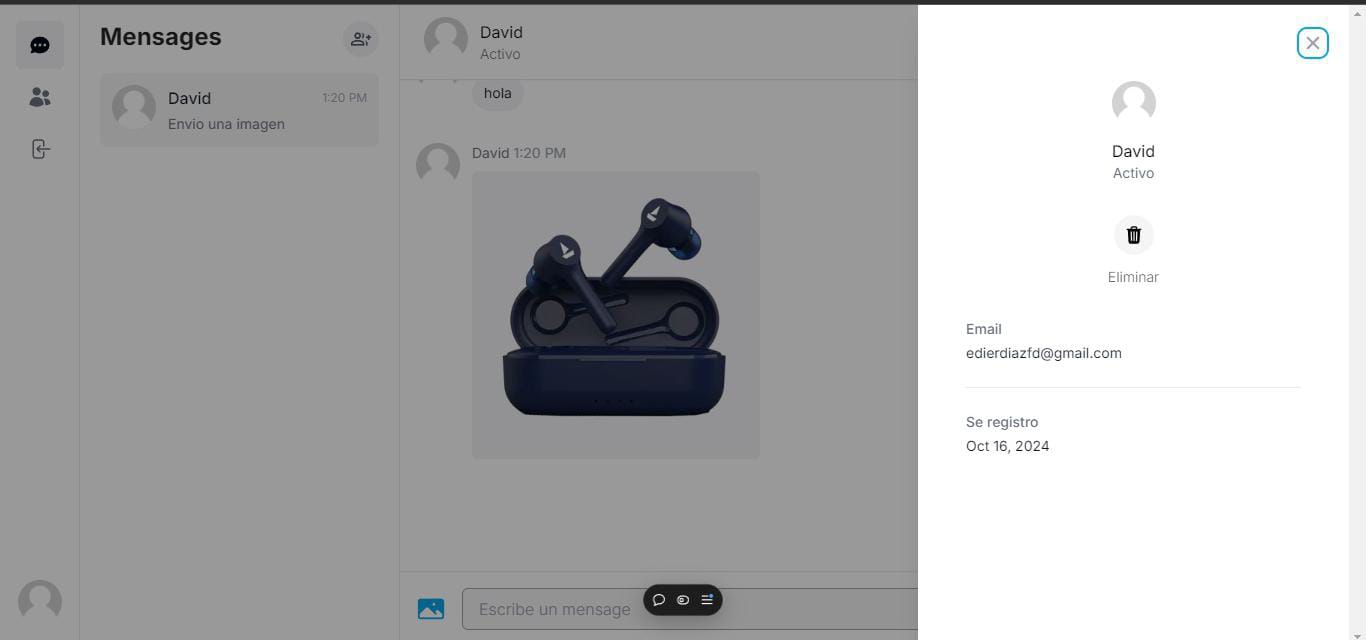 Mensages
David
1:20 PM
Envio una imagen
David
Activo
hola
David 1:20 PM
Escribe un mensage
David
Activo
Eliminar
Email
edierdiazfd@gmail.com
Se registro
Oct 16, 2024